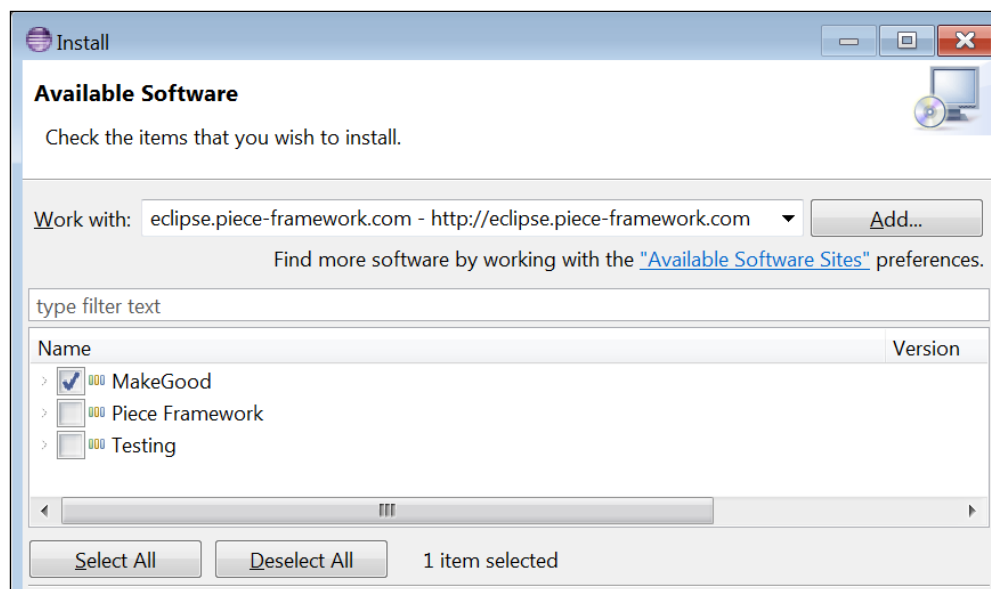 Install
Available Software
Check the items that you wish to install.
Work with: eclipse.piece-framework.com - http://eclipse.piece-framework.com Add...
Find more software by working with the "Available Software Sites" preferences.
type filter text
Name Version
MakeGood
Piece Framework
Testing
Select All Deselect All 1 item selected